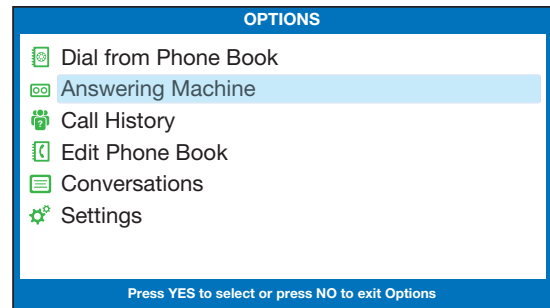 OPTIONS
Dial from Phone Book
Answering Machine
Call History
Edit Phone Book
Conversations
Settings
Press YES to select or press NO to exit Options